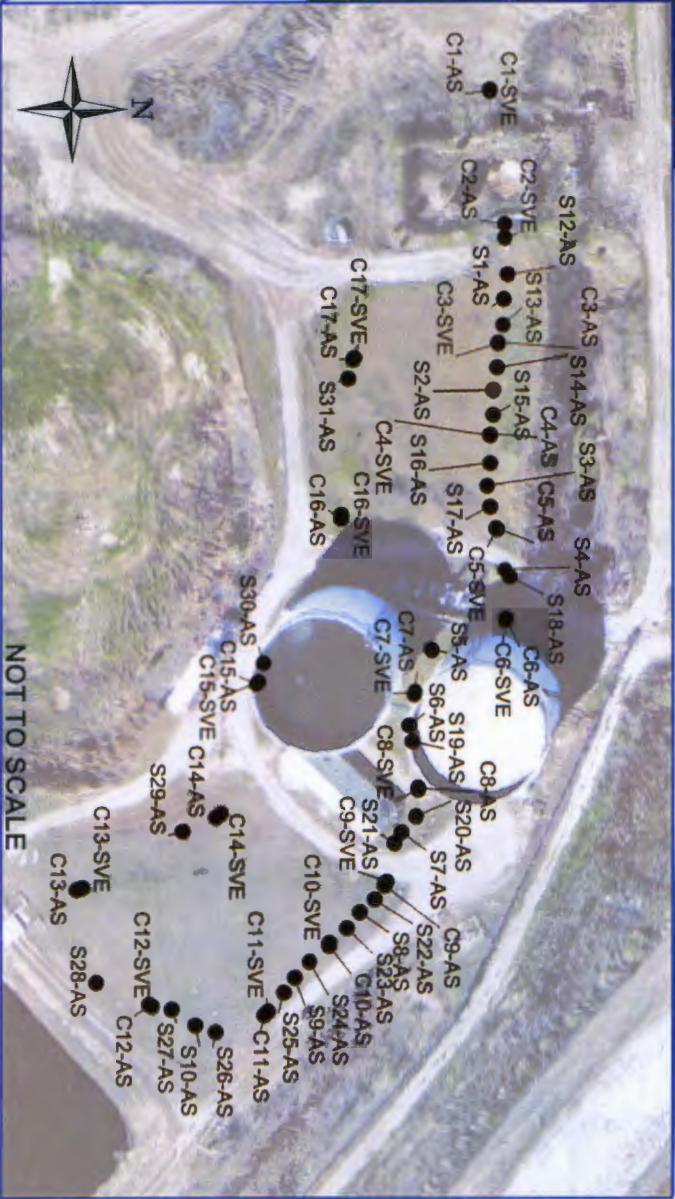 C1-SVE
C1-AS
N
S12-AS
C2-SVE
C2-AS
S1-AS
S13-AS
C3-AS
C3-SVE
S14-AS
S2-AS
S15-AS
C4-AS
C4-SVE
S16-AS
S3-AS
S17-AS
C5-AS
C5-SVE
S4-AS
S18-AS
C17-SVE
C17-AS
S31-AS
C16-SVE
C16-AS
C6-AS
C6-SVE
S5-AS
C7-AS
C7-SVE
S6-AS/
S19-AS
C8-AS
C8-SVE
S20-AS
S21-AS
S7-AS
C9-SVE
C9-AS
S22-AS
S8-AS
S23-AS
C10-SVE
C10-AS
S24-AS
S9-AS
S25-AS
C11-SVE
C11-AS
S30-AS
C15-AS
C15-SVE
C14-AS
C14-SVE
S29-AS
C13-SVE
C13-AS
S28-AS
C12-SVE
C12-AS
S27-AS
S10-AS
S26-AS
NOT TO SCALE